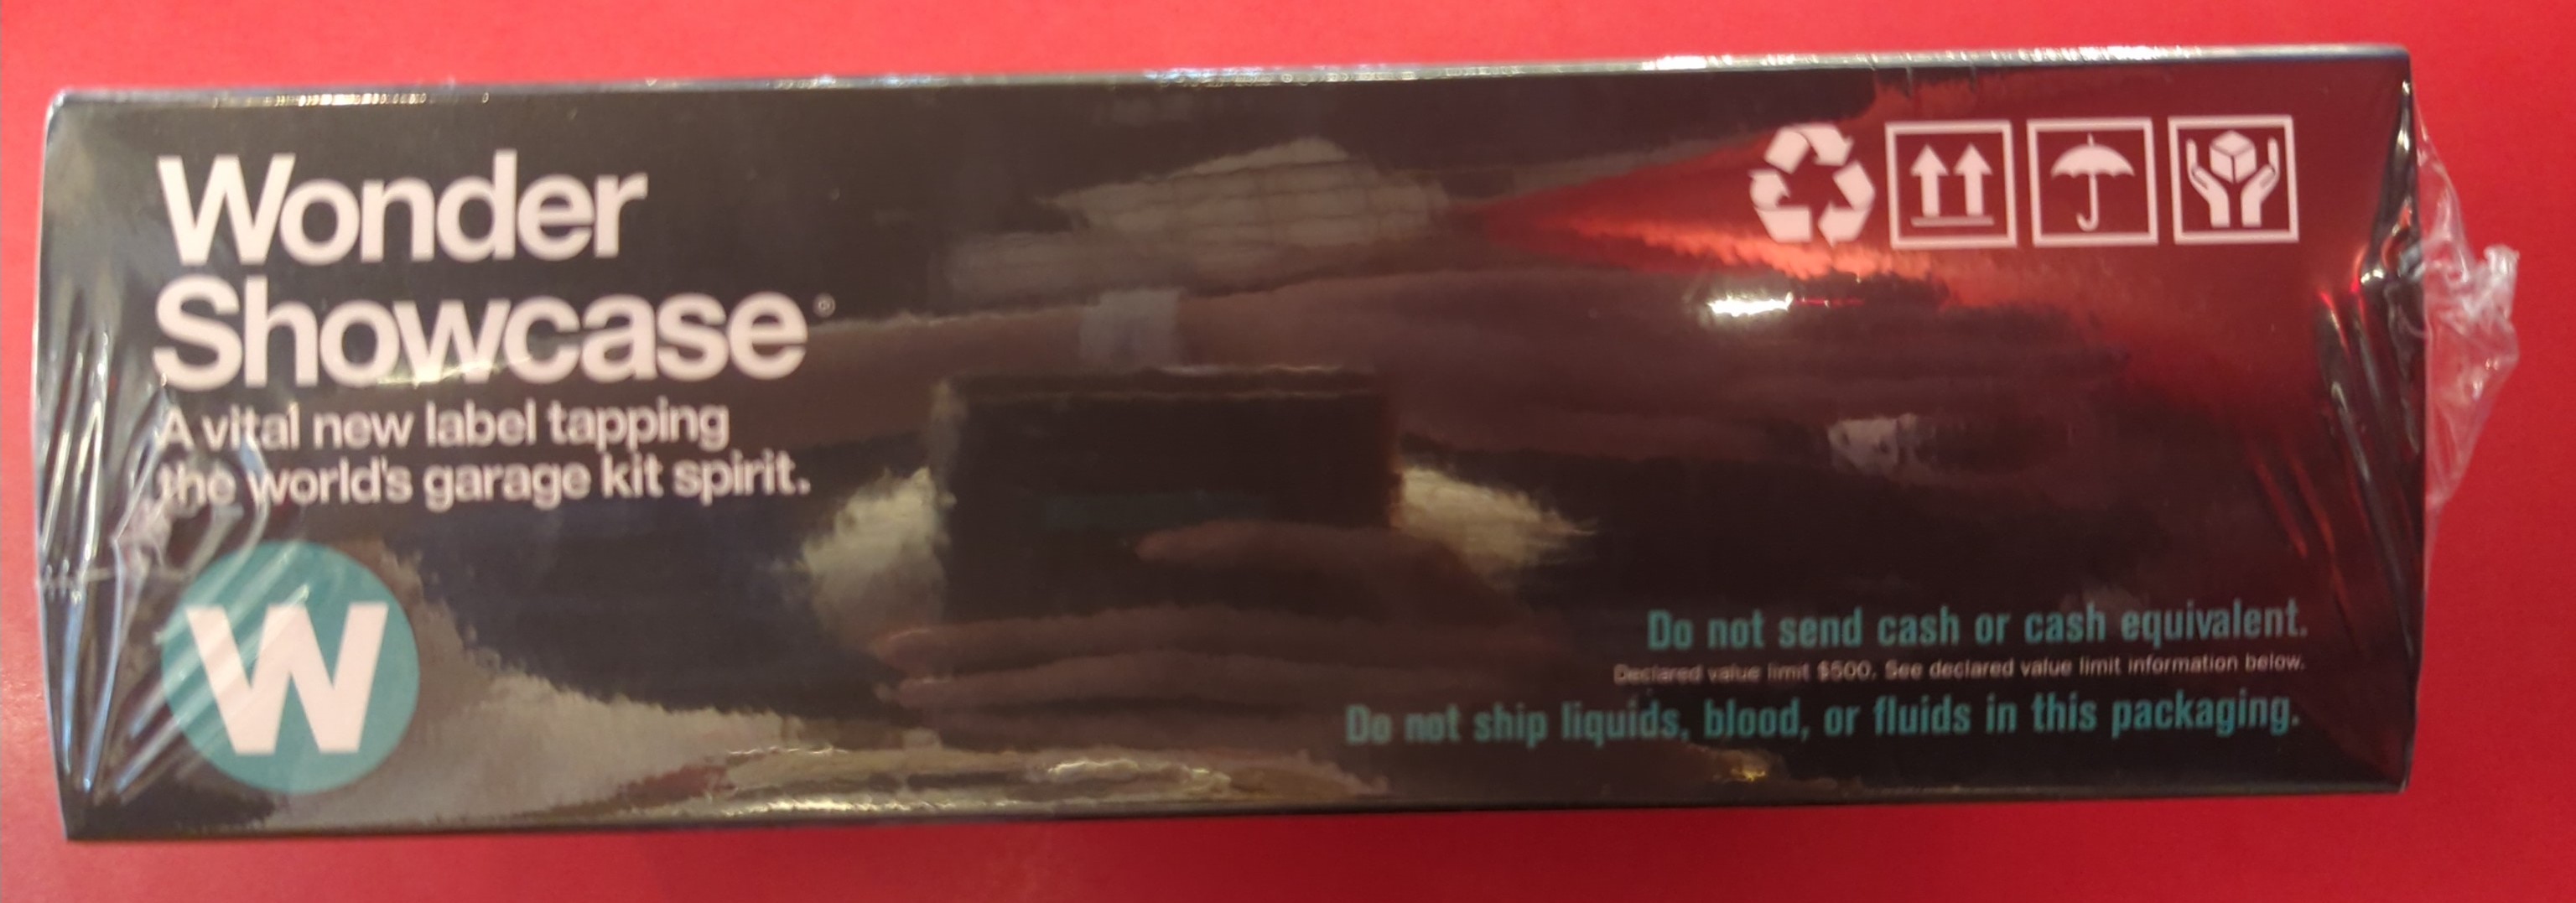 Wonder
Showcase®
A vital new label tapping
the world's garage kit spirit.
W
Do not send cash or cash equivalent.
Declared value limit $500. See declared value limit information below.
Do not ship liquids, blood, or fluids in this packaging.